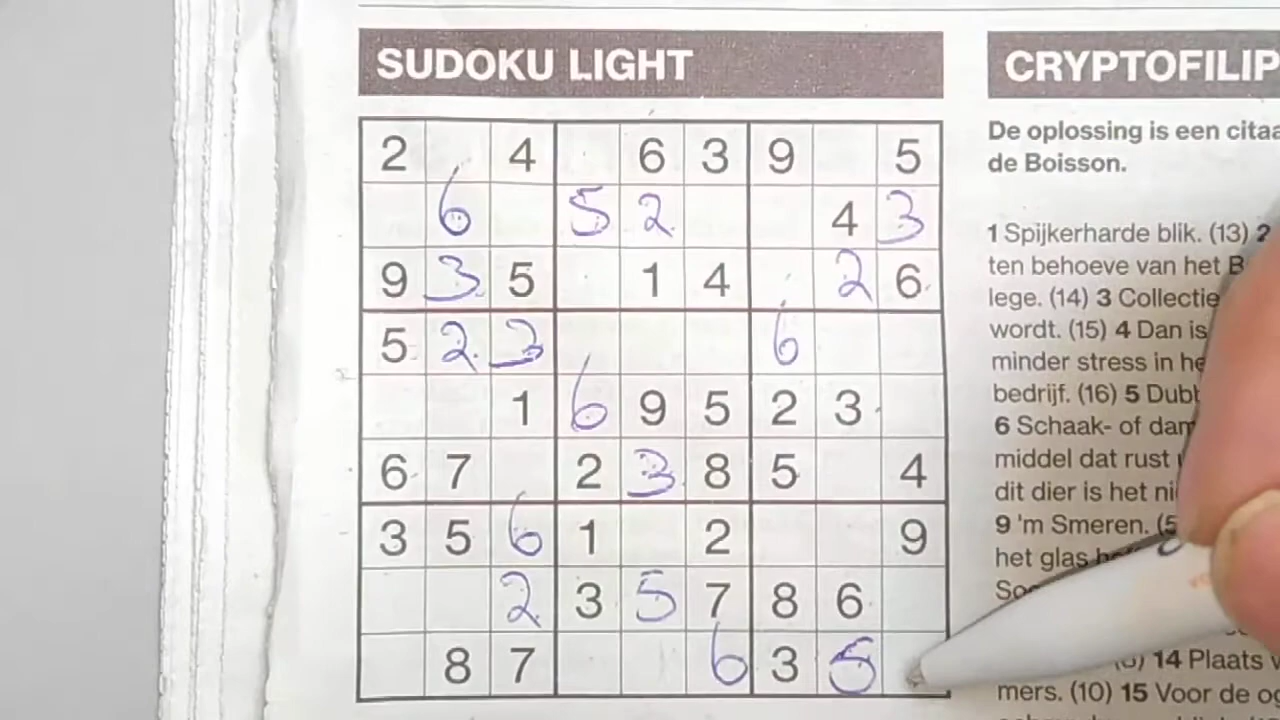 SUDOKU LIGHT
2 4 6 3 9 5
6 5 2 4 3
9 3 5 1 4 2 6
5 2 3 6
1 6 9 5 2 3
6 7 2 3 8 5 4
3 5 6 1 2 9
2 3 5 7 8 6
8 7 6 3 5
CRYPTOFILIP
De oplossing is een citaa
de Boisson.
1 Spijkerharde blik. (13) 2
ten behoeve van het B
lege. (14) 3 Collectie
wordt. (15) 4 Dan is
minder stress in he
bedrijf. (16) 5 Dubb
6 Schaak- of dam
middel dat rust
dit dier is het ni
9 'm Smeren. (5
het glas
Soo
14 Plaats v
mers. (10) 15 Voor de og